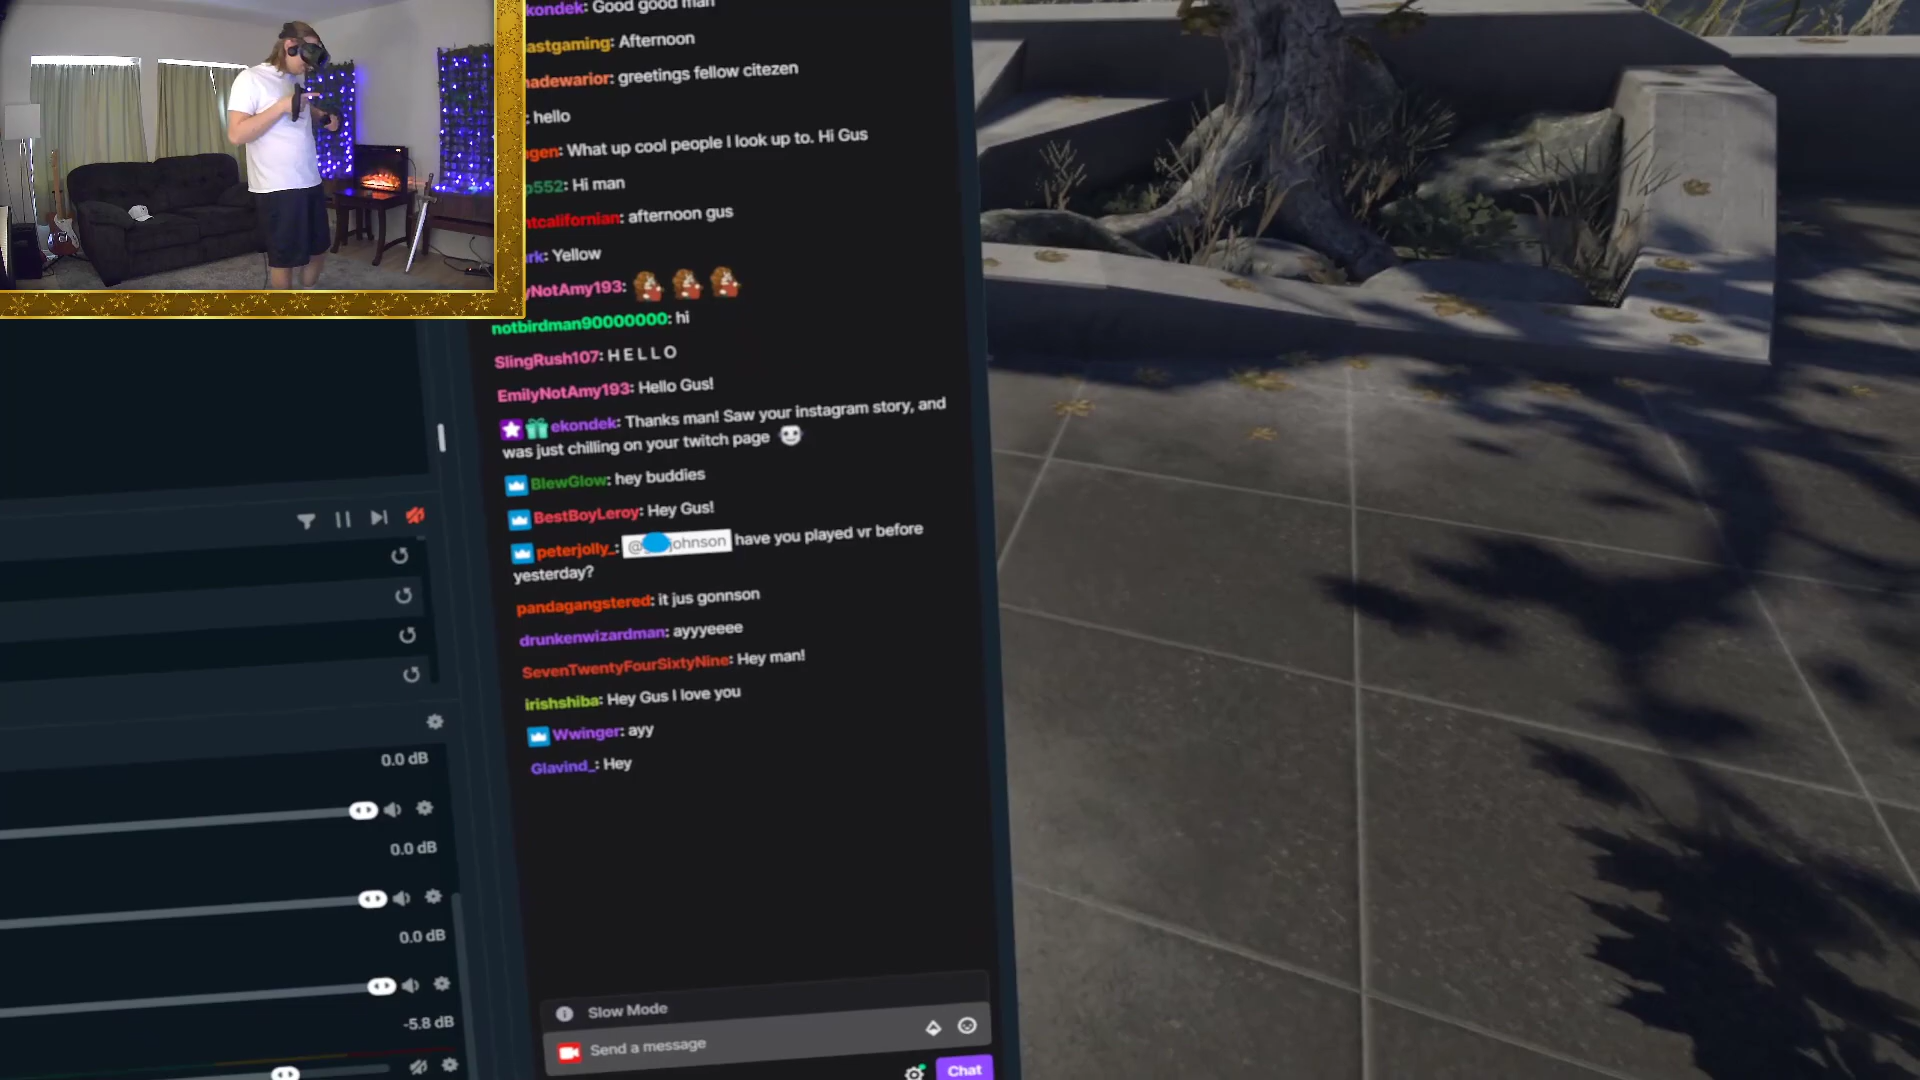 kondek: Good good man
astgaming: Afternoon
adewarior: greetings fellow citezen
: hello
gen: What up cool people I look up to. Hi Gus
552: Hi man
ntcalifornian: afternoon gus
rk: Yellow
yNotAmy193:
notbirdman90000000: hi
SlingRush107: H E L L O
EmilyNotAmy193: Hello Gus!
ekondek: Thanks man! Saw your instagram story, and
was just chilling on your twitch page
BlewGlow: hey buddies
BestBoyLeroy: Hey Gus!
peterjolly_: @ johnson have you played vr before
yesterday?
pandagangstered: it jus gonnson
drunkenwizardman: ayyyeeee
SevenTwentyFourSixtyNine: Hey man!
irishshiba: Hey Gus I love you
Wwinger: ayy
Glavind_: Hey
0.0 dB
0.0 dB
0.0 dB
-5.8 dB
Slow Mode
Send a message
Chat